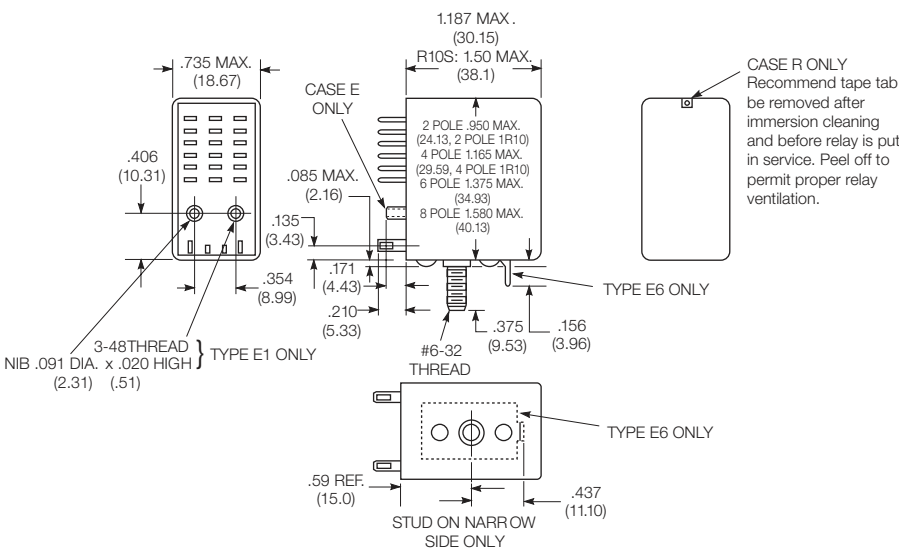 1.187 MAX.
(30.15)
R10S: 1.50 MAX.
(38.1)
.735 MAX.
(18.67)
CASE E
ONLY
CASE R ONLY
Recommend tape tab
be removed after
immersion cleaning
and before relay is put
in service. Peel off to
permit proper relay
ventilation.
2 POLE .950 MAX.
(24.13, 2 POLE 1R10)
4 POLE 1.165 MAX.
(29.59, 4 POLE 1R10)
6 POLE 1.375 MAX.
(34.93)
8 POLE 1.580 MAX.
(40.13)
.406
(10.31)
.085 MAX.
(2.16)
.135
(3.43)
.354
(8.99)
.171
(4.43)
.210
(5.33)
TYPE E6 ONLY
.375
(9.53)
.156
(3.96)
#6-32
THREAD
3-48THREAD
NIB .091 DIA. x .020 HIGH
(2.31) (.51)
} TYPE E1 ONLY
TYPE E6 ONLY
.59 REF.
(15.0)
.437
(11.10)
STUD ON NARROW
SIDE ONLY